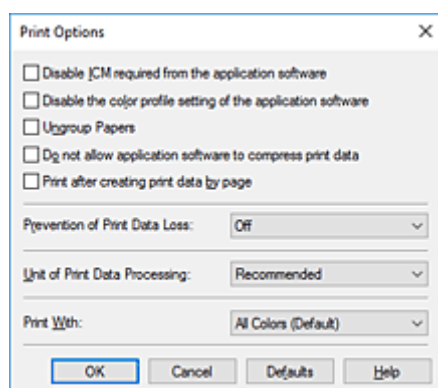 Print Options
Disable ICM required from the application software
Disable the color profile setting of the application software
Ungroup Papers
Do not allow application software to compress print data
Print after creating print data by page
Prevention of Print Data Loss: Off
Unit of Print Data Processing: Recommended
Print With: All Colors (Default)
OK Cancel Defaults Help